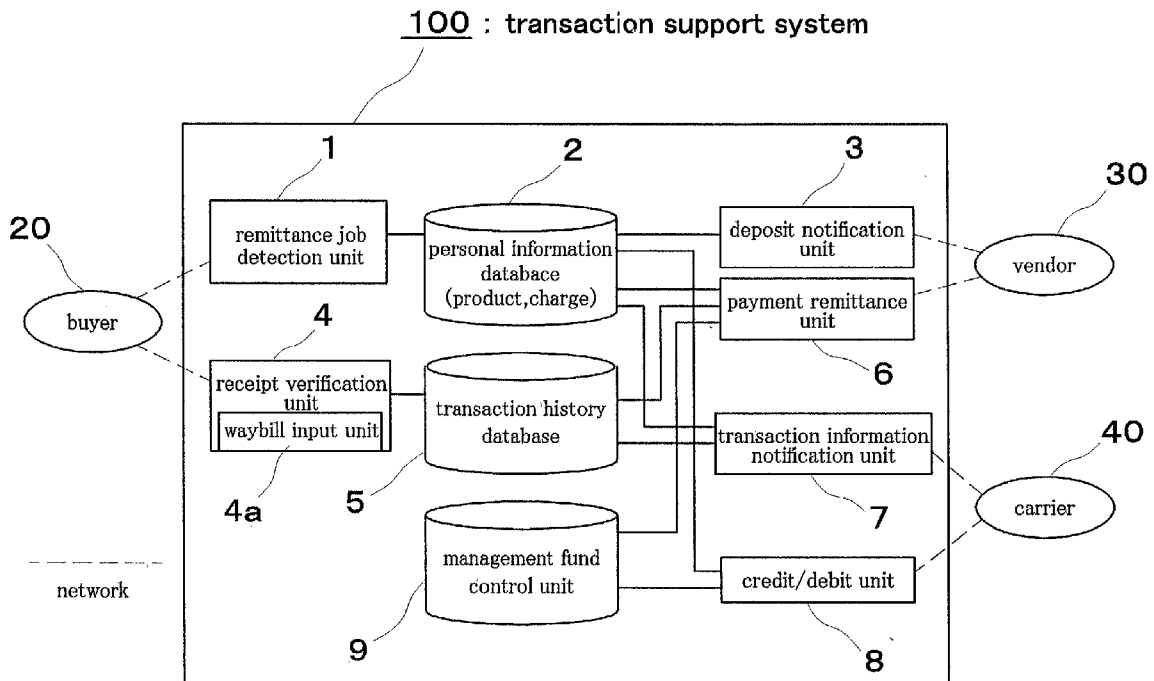 100 : transaction support system
1
2
3
30
20
remittance job
detection unit
personal information
databace
(product,charge)
deposit notification
unit
vendor
buyer
payment remittance
unit
4
6
receipt verification
unit
waybill input unit
transaction history
database
transaction information
notification unit
40
4a
5
7
carrier
management fund
control unit
credit/debit unit
network
9
8